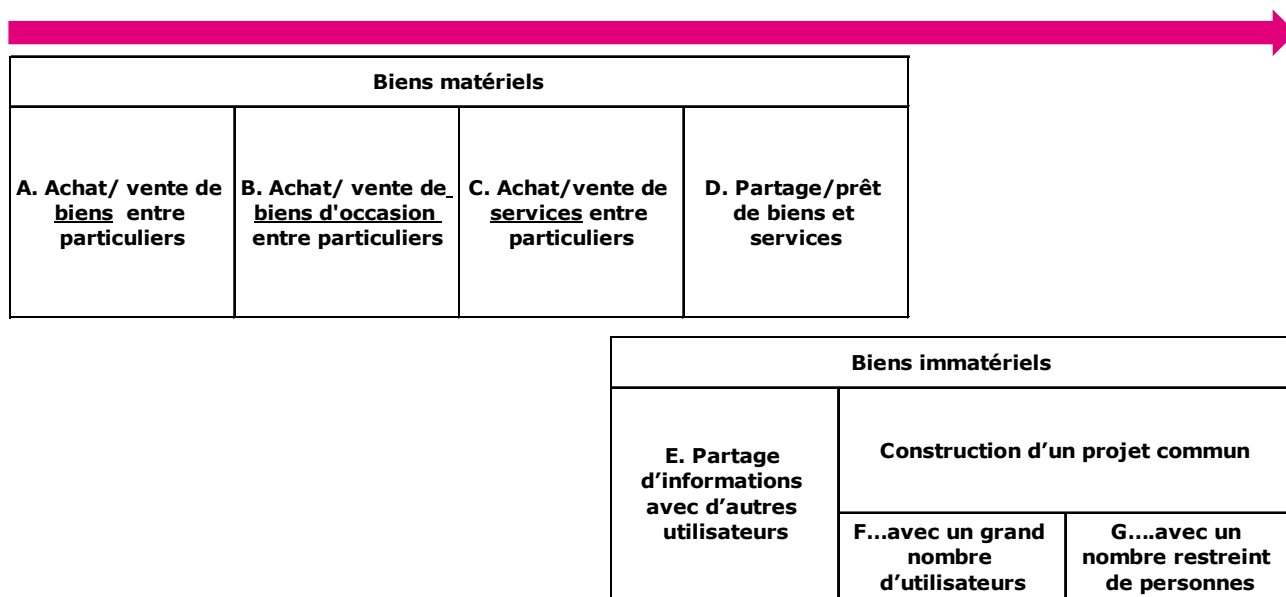 Biens matériels
A. Achat/ vente de
biens entre
particuliers
B. Achat/ vente de
biens d'occasion
entre particuliers
C. Achat/vente de
services entre
particuliers
D. Partage/prêt
de biens et
services
Biens immatériels
E. Partage
d’informations
avec d’autres
utilisateurs
Construction d’un projet commun
F...avec un grand
nombre
d’utilisateurs
G....avec un
nombre restreint
de personnes